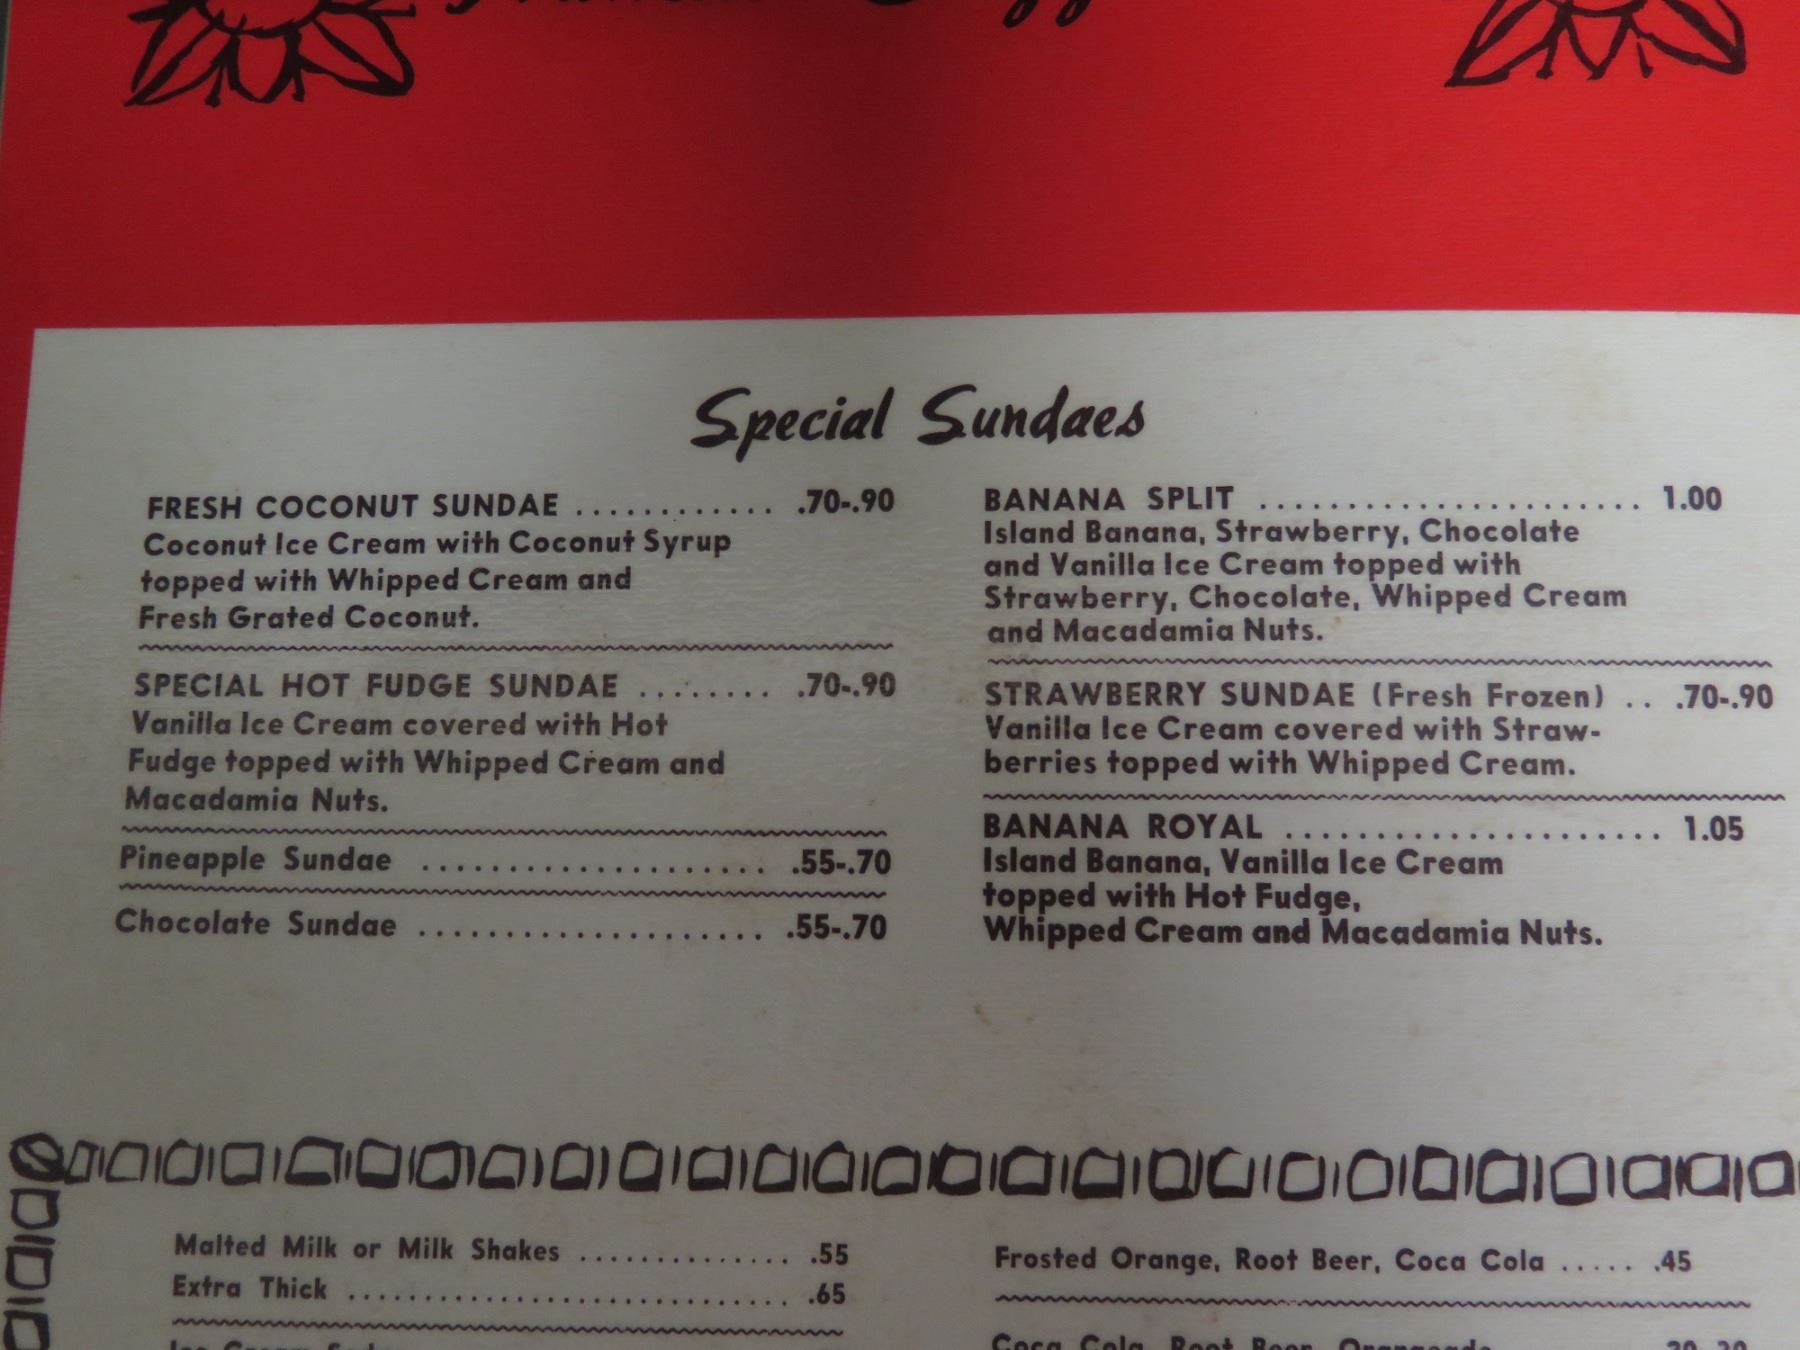 Special Sundaes
FRESH COCONUT SUNDAE ............ .70-.90
Coconut Ice Cream with Coconut Syrup
topped with Whipped Cream and
Fresh Grated Coconut.
SPECIAL HOT FUDGE SUNDAE ......... .70-.90
Vanilla Ice Cream covered with Hot
Fudge topped with Whipped Cream and
Macadamia Nuts.
Pineapple Sundae .................... .55-.70
Chocolate Sundae .................... .55-.70
BANANA SPLIT ....................... 1.00
Island Banana, Strawberry, Chocolate
and Vanilla Ice Cream topped with
Strawberry, Chocolate, Whipped Cream
and Macadamia Nuts.
STRAWBERRY SUNDAE (Fresh Frozen) .. .70-.90
Vanilla Ice Cream covered with Straw-
berries topped with Whipped Cream.
BANANA ROYAL ...................... 1.05
Island Banana, Vanilla Ice Cream
topped with Hot Fudge,
Whipped Cream and Macadamia Nuts.
Malted Milk or Milk Shakes .............. .55
Extra Thick .............................. .65
Frosted Orange, Root Beer, Coca Cola ..... .45
Coca Cola, Root Beer, Orangeade